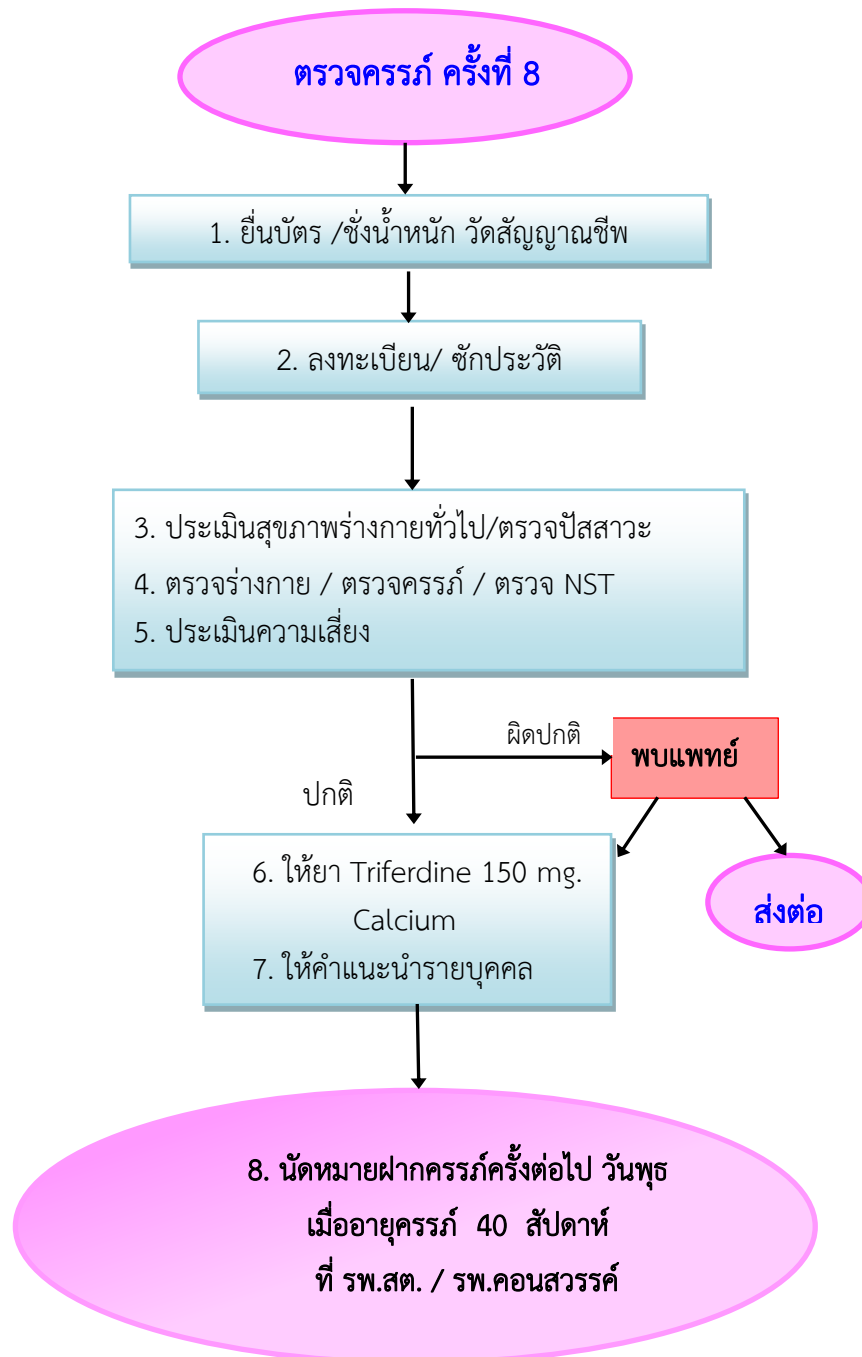 ตรวจครรภ์ ครั้งที่ 8
1. ยื่นบัตร /ชั่งน้ำหนัก วัดสัญญาณชีพ
2. ลงทะเบียน/ ซักประวัติ
3. ประเมินสุขภาพร่างกายทั่วไป/ตรวจปัสสาวะ
4. ตรวจร่างกาย / ตรวจครรภ์ / ตรวจ NST
5. ประเมินความเสี่ยง
ผิดปกติ
พบแพทย์
ปกติ
6. ให้ยา Triferdine 150 mg.
Calcium
7. ให้คำแนะนำรายบุคคล
ส่งต่อ
8. นัดหมายฝากครรภ์ครั้งต่อไป วันพุธ
เมื่ออายุครรภ์ 40 สัปดาห์
ที่ รพ.สต. / รพ.คอนสวรรค์